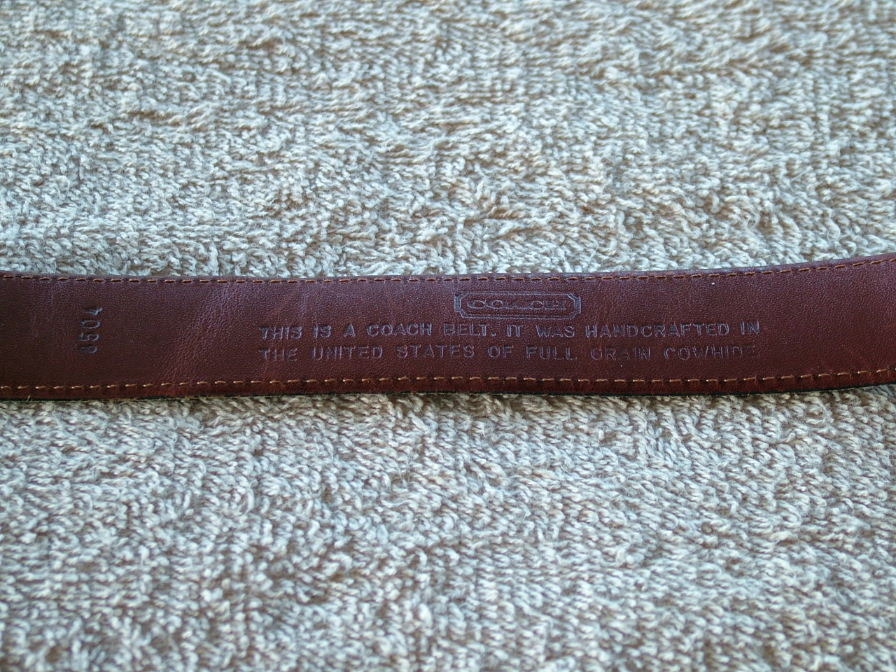 8504
COACH
THIS IS A COACH BELT. IT WAS HANDCRAFTED IN
THE UNITED STATES OF FULL GRAIN COWHIDE